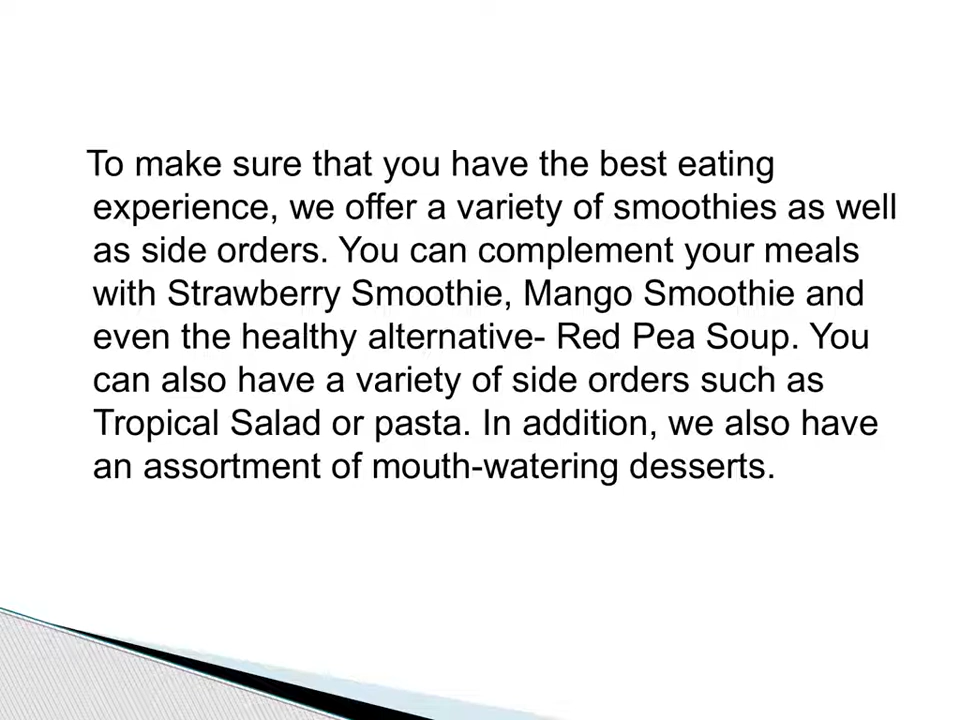 To make sure that you have the best eating
experience, we offer a variety of smoothies as well
as side orders. You can complement your meals
with Strawberry Smoothie, Mango Smoothie and
even the healthy alternative- Red Pea Soup. You
can also have a variety of side orders such as
Tropical Salad or pasta. In addition, we also have
an assortment of mouth-watering desserts.